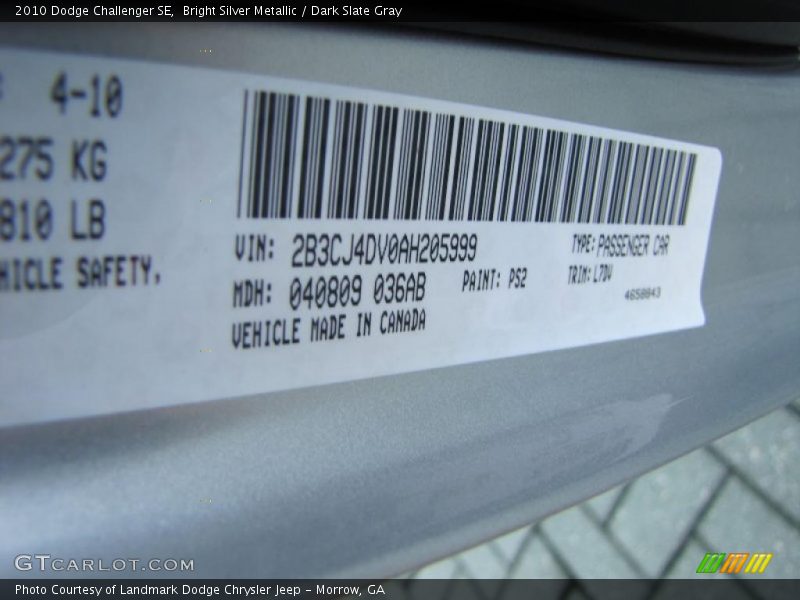 2010 Dodge Challenger SE,  Bright Silver Metallic / Dark Slate Gray
4-10
275 KG
810 LB
HICLE SAFETY.
VIN: 2B3CJ4DV0AH205999
TYPE: PASSENGER CAR
MDH: 040809 036AB
PAINT: PS2
TRIM: L7DV
4650043
VEHICLE MADE IN CANADA
GTCARLOT.COM
Photo Courtesy of Landmark Dodge Chrysler Jeep - Morrow, GA